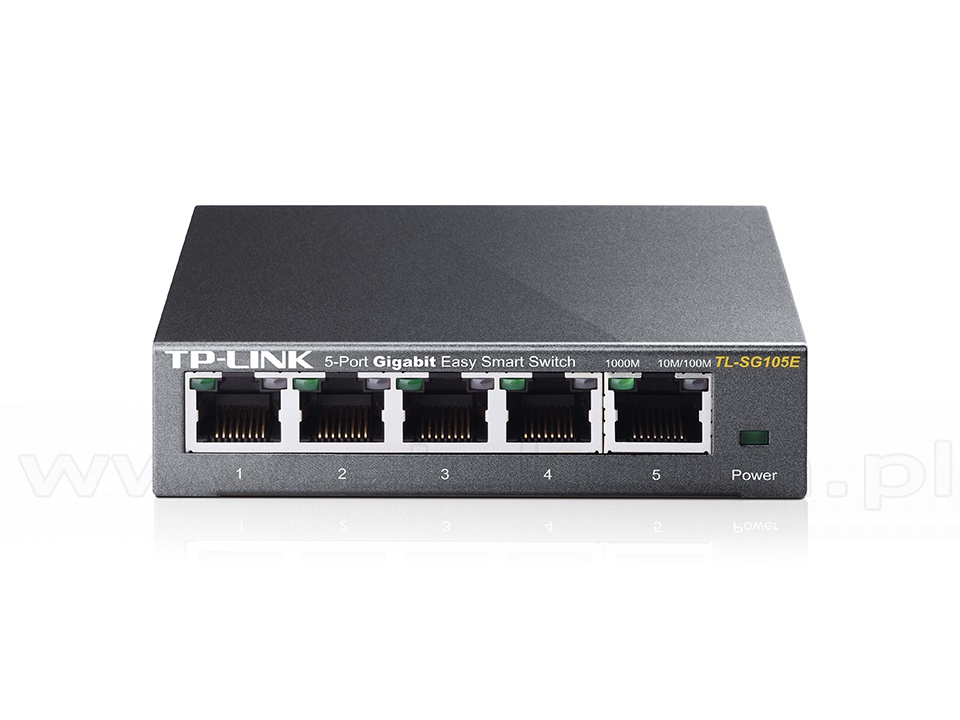 TP-LINK 5-Port Gigabit Easy Smart Switch 1000M 10M/100M TL-SG105E
1 2 3 4 5 Power